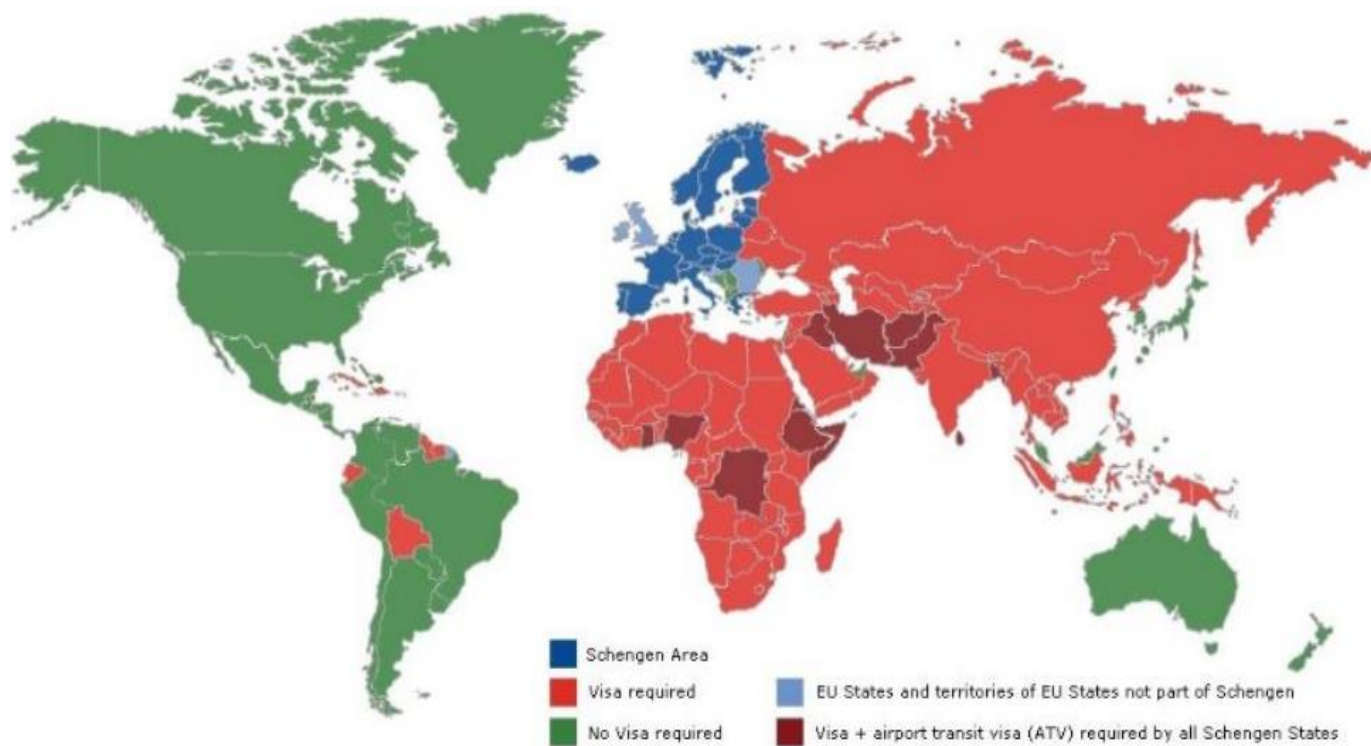 Schengen Area
Visa required
EU States and territories of EU States not part of Schengen
No Visa required
Visa + airport transit visa (ATV) required by all Schengen States